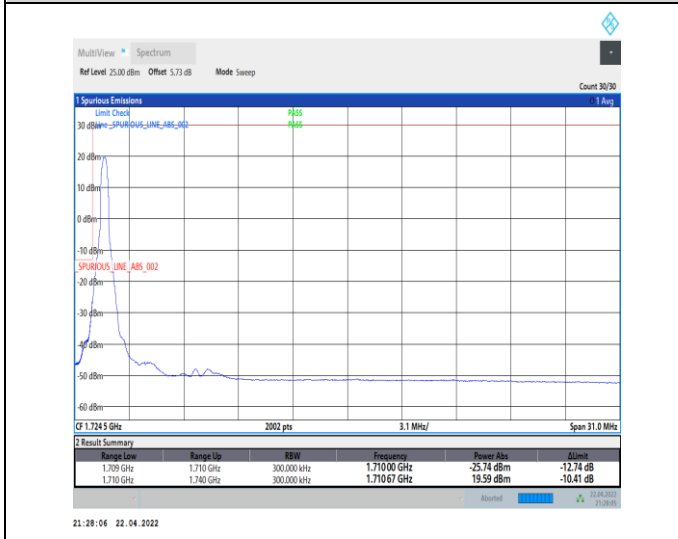 MultiView Spectrum
Ref Level 25.00 dBm Offset 5.73 dB Mode Sweep
Count 30/30
1 Spurious Emissions 1 Avg
Limit Check PASS
Line _SPURIOUS_LINE_ABS_002 PASS
30 dBm
20 dBm
10 dBm
0 dBm
-10 dBm
_SPURIOUS_LINE_ABS_002
-20 dBm
-30 dBm
-40 dBm
-50 dBm
-60 dBm
CF 1.724 5 GHz 2002 pts 3.1 MHz/ Span 31.0 MHz
2 Result Summary
Range Low Range Up RBW Frequency Power Abs ΔLimit
1.709 GHz 1.710 GHz 300.000 kHz 1.71000 GHz -25.74 dBm -12.74 dB
1.710 GHz 1.740 GHz 300.000 kHz 1.71067 GHz 19.59 dBm -10.41 dB
Aborted 22.04.2022
21:28:05
21:28:06 22.04.2022